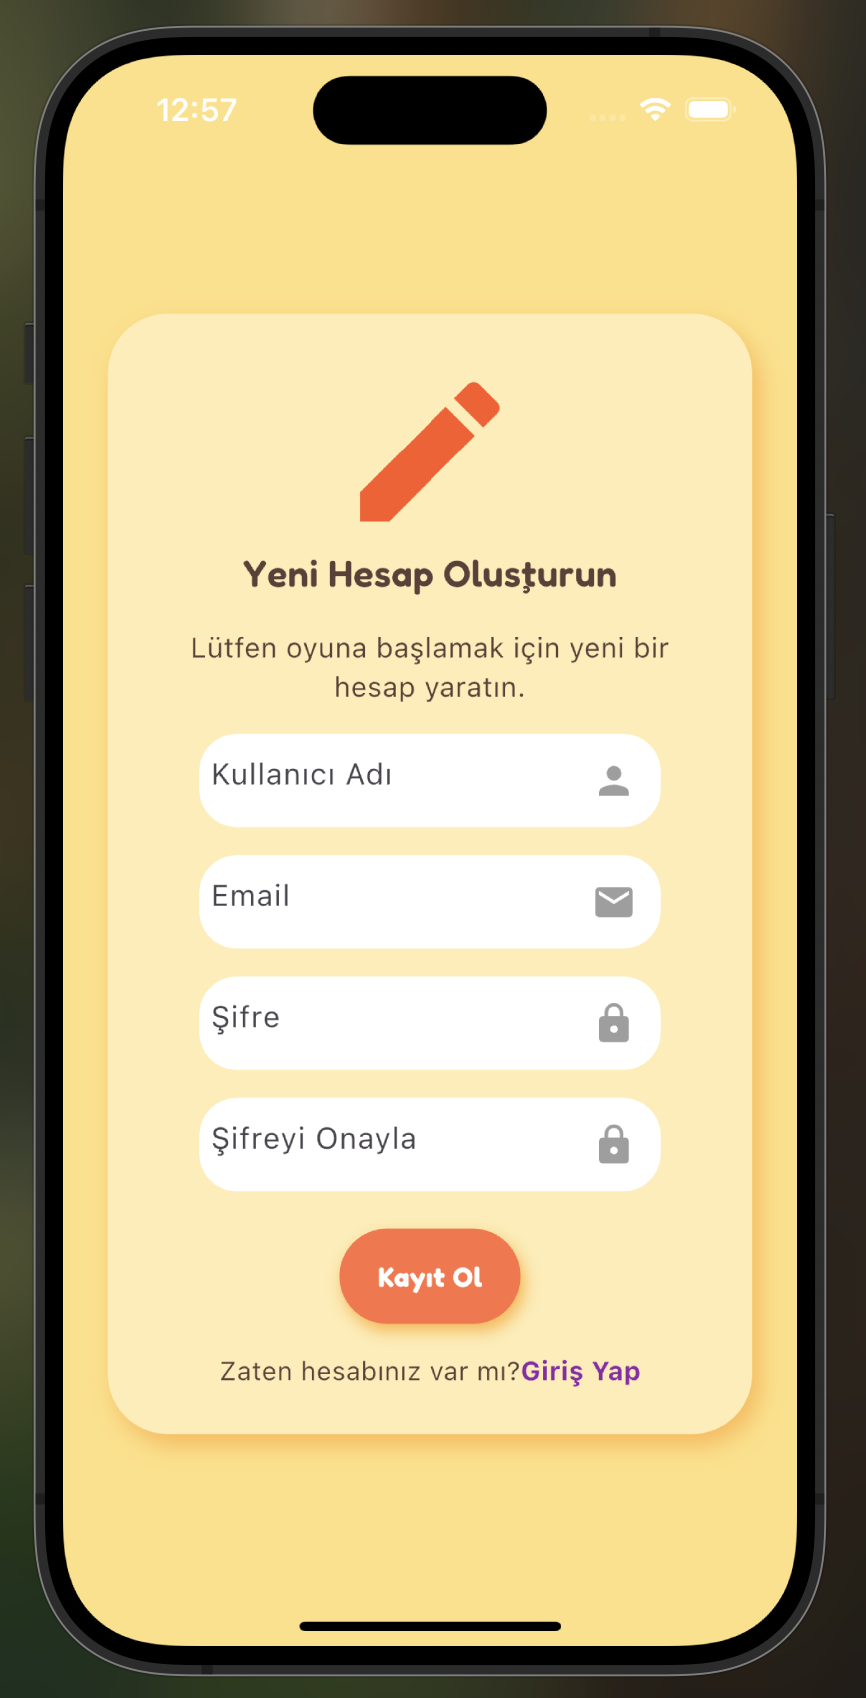 12:57
Yeni Hesap Oluşturun
Lütfen oyuna başlamak için yeni bir
hesap yaratın.
Kullanıcı Adı
Email
Şifre
Şifreyi Onayla
Kayıt Ol
Zaten hesabınız var mı?Giriş Yap